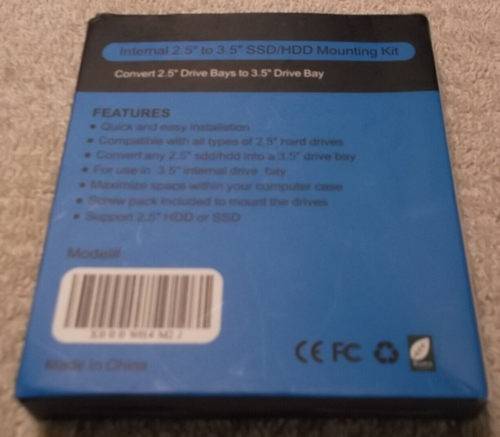 Internal 2.5" to 3.5" SSD/HDD Mounting Kit
Convert 2.5" Drive Bays to 3.5" Drive Bay
FEATURES
• Quick and easy installation
• Compatible with all types of 2.5" hard drives
• Convert any 2.5" sdd/hdd into a 3.5" drive bay
• For use in 3.5" internal drive bay
• Maximize space within your computer case
• Screw pack included to mount the drives
• Support 2.5" HDD or SSD
CE FC
Made in China